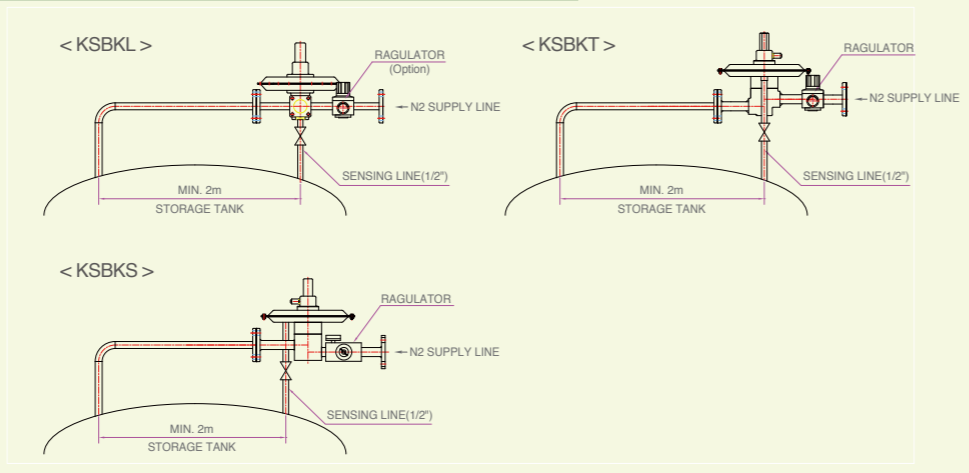 < KSBKL >
RAGULATOR
(Option)
N2 SUPPLY LINE
SENSING LINE(1/2")
MIN. 2m
STORAGE TANK
< KSBKT >
RAGULATOR
N2 SUPPLY LINE
SENSING LINE(1/2")
MIN. 2m
STORAGE TANK
< KSBKS >
RAGULATOR
N2 SUPPLY LINE
SENSING LINE(1/2")
MIN. 2m
STORAGE TANK